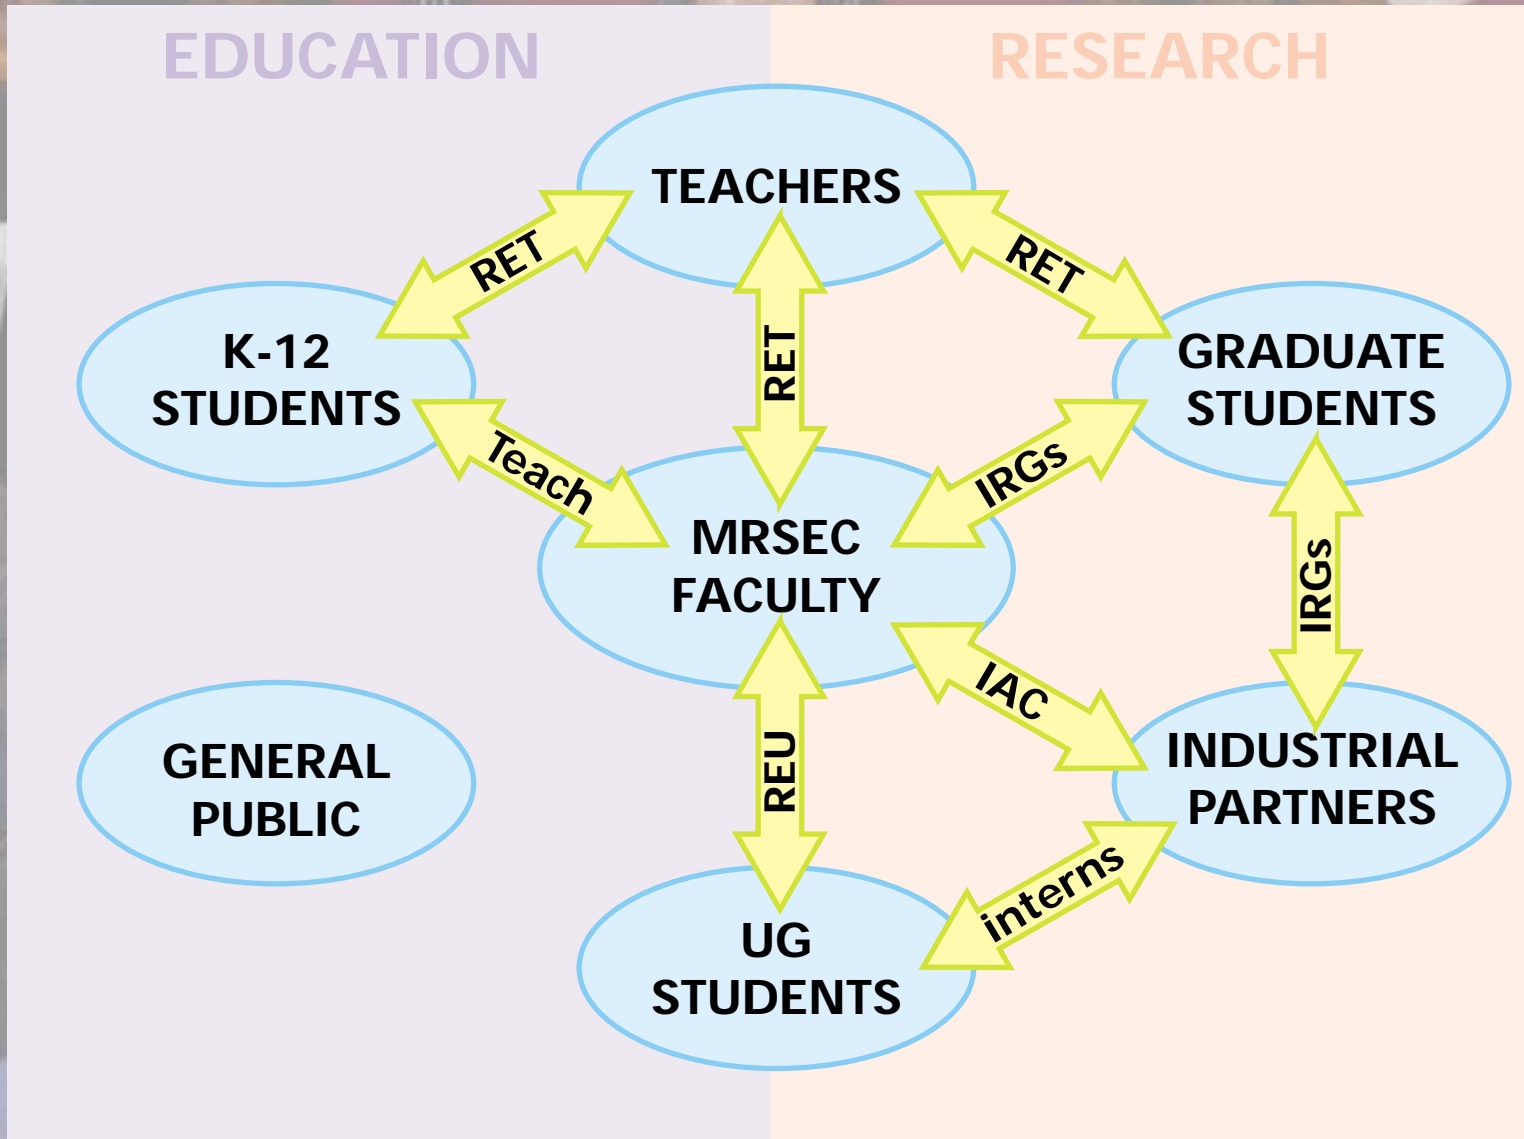 EDUCATION
RESEARCH
TEACHERS
RET
RET
RET
K-12
STUDENTS
GRADUATE
STUDENTS
Teach
IRGs
MRSEC
FACULTY
IRGs
IAC
REU
GENERAL
PUBLIC
INDUSTRIAL
PARTNERS
interns
UG
STUDENTS